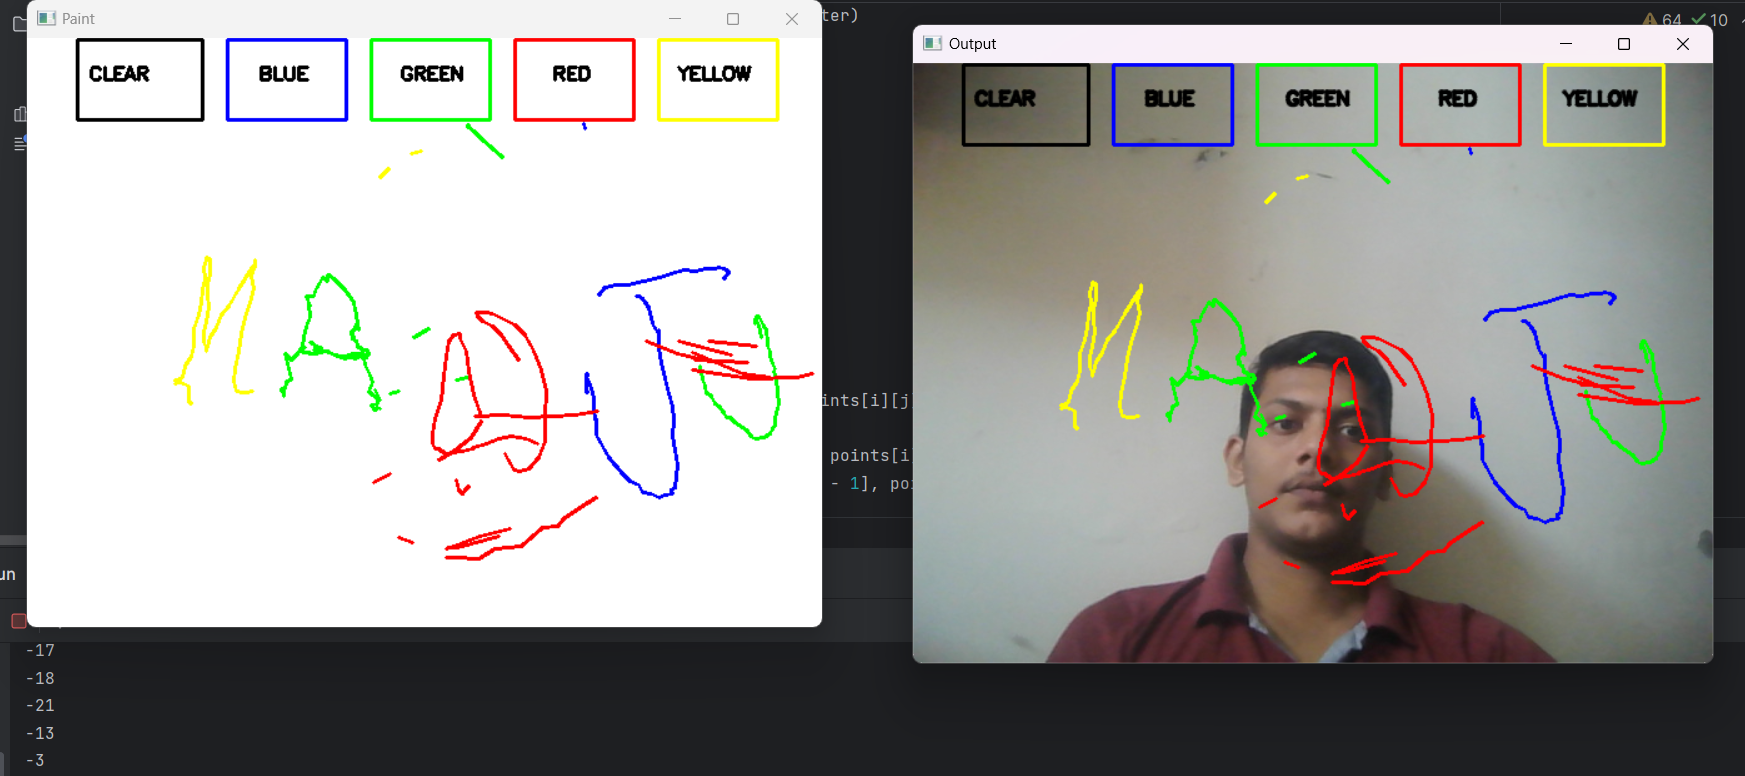 Paint
ter)
64 10
Output
CLEAR BLUE GREEN RED YELLOW
CLEAR BLUE GREEN RED YELLOW
M A
J
ints[i][j]
points[i]
- 1], poi
un
-17
-18
-21
-13
-3